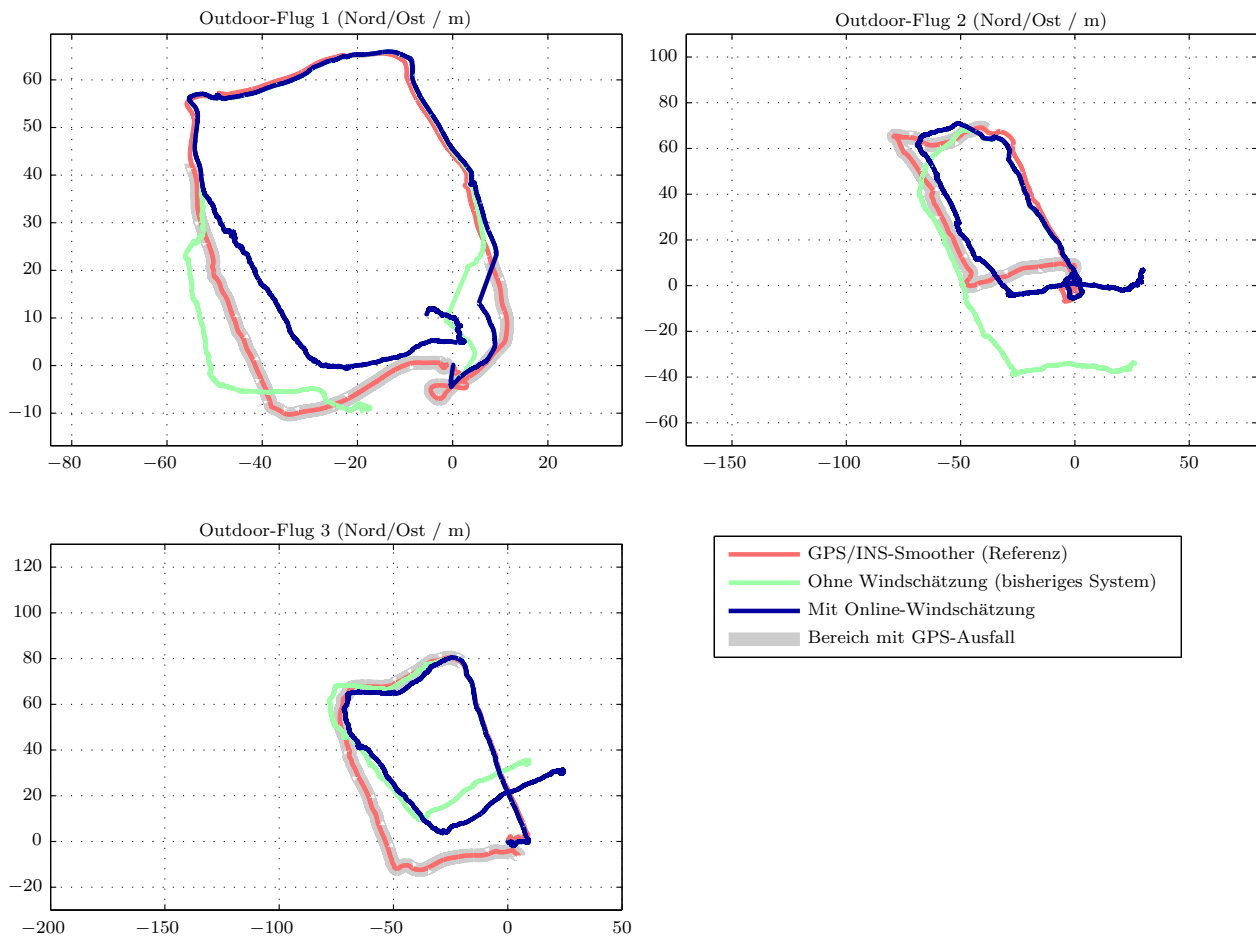 Outdoor-Flug 1 (Nord/Ost / m)
60
50
40
30
20
10
0
−10
−80 −60 −40 −20 0 20
Outdoor-Flug 2 (Nord/Ost / m)
100
80
60
40
20
0
−20
−40
−60
−150 −100 −50 0 50
Outdoor-Flug 3 (Nord/Ost / m)
120
100
80
60
40
20
0
−20
−200 −150 −100 −50 0 50
GPS/INS-Smoother (Referenz)
Ohne Windschätzung (bisheriges System)
Mit Online-Windschätzung
Bereich mit GPS-Ausfall